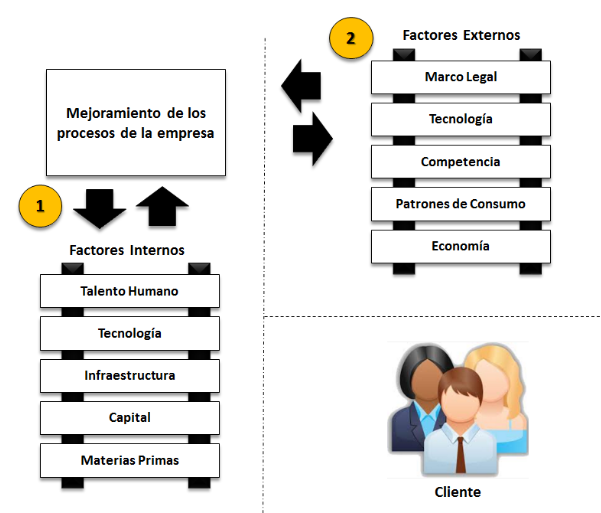 Mejoramiento de los
procesos de la empresa
1
Factores Internos
Talento Humano
Tecnología
Infraestructura
Capital
Materias Primas
2
Factores Externos
Marco Legal
Tecnología
Competencia
Patrones de Consumo
Economía
Cliente